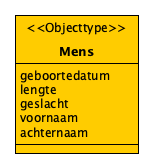 <<Objecttype>>
Mens
geboortedatum
lengte
geslacht
voornaam
achternaam